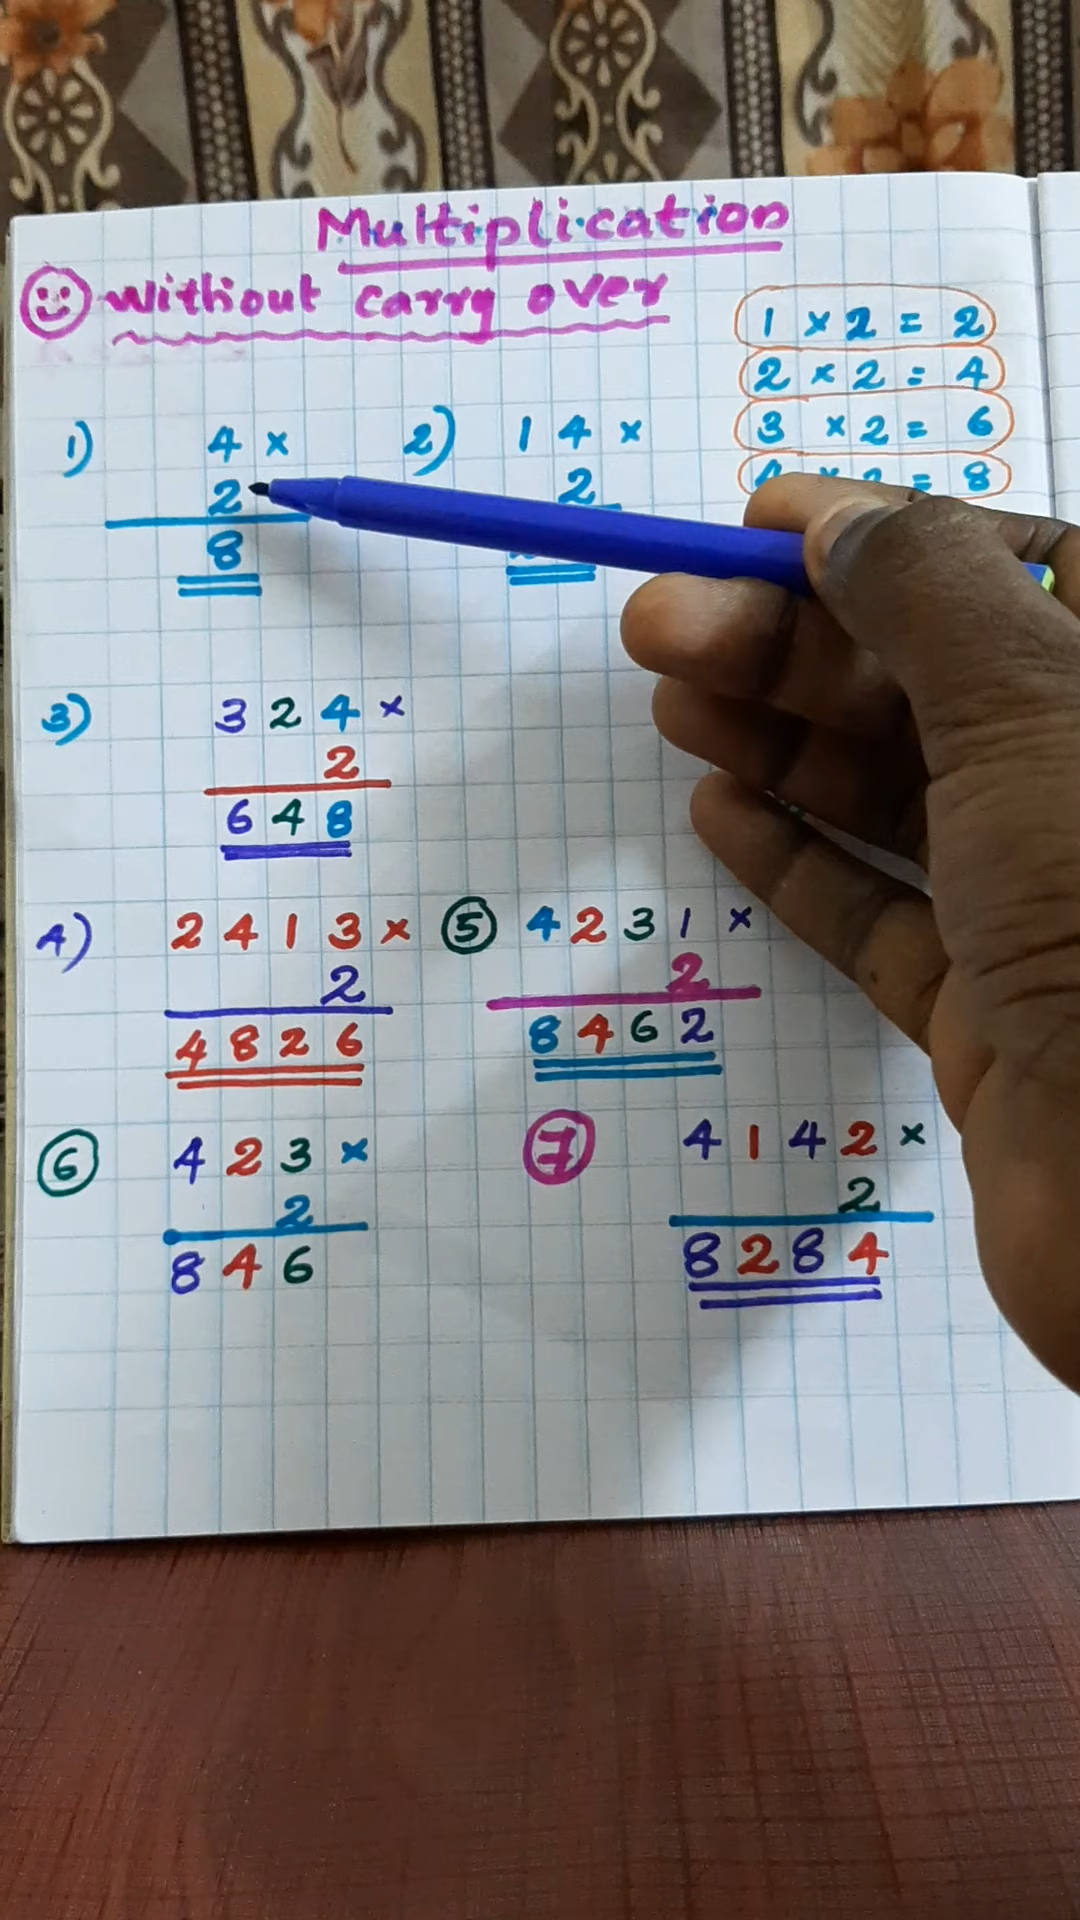 Multiplication
without carry over
1 × 2 = 2
2 × 2 = 4
3 × 2 = 6
4 × 2 = 8
1) 4 ×
2
8
2) 1 4 ×
2
3) 3 2 4 ×
2
6 4 8
4) 2 4 1 3 ×
2
4 8 2 6
5 4 2 3 1 ×
2
8 4 6 2
6 4 2 3 ×
2
8 4 6
7 4 1 4 2 ×
2
8 2 8 4